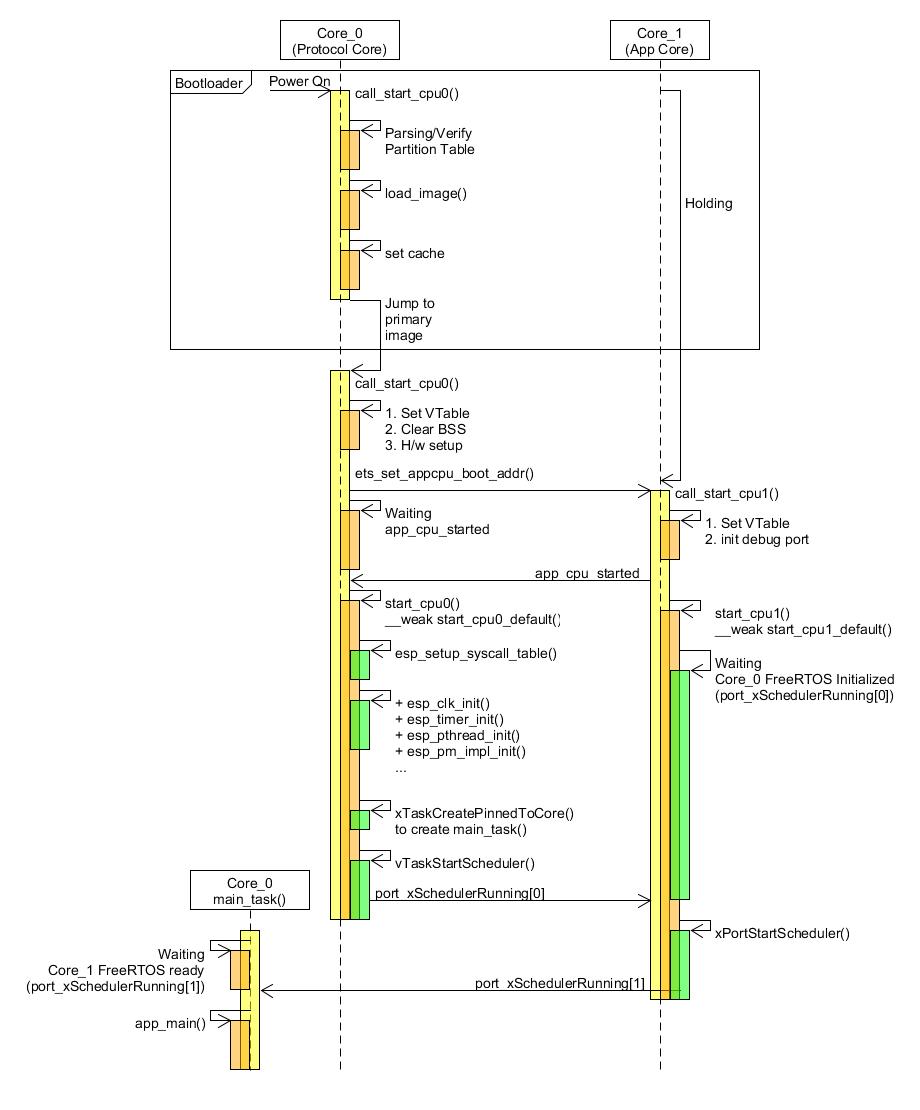 Core_0
(Protocol Core)
Core_1
(App Core)
Bootloader
Power On
call_start_cpu0()
Parsing/Verify
Partition Table
load_image()
Holding
set cache
Jump to
primary
image
call_start_cpu0()
1. Set VTable
2. Clear BSS
3. H/w setup
ets_set_appcpu_boot_addr()
call_start_cpu1()
Waiting
app_cpu_started
1. Set VTable
2. init debug port
app_cpu_started
start_cpu0()
__weak start_cpu0_default()
start_cpu1()
__weak start_cpu1_default()
esp_setup_syscall_table()
Waiting
Core_0 FreeRTOS Initialized
(port_xSchedulerRunning[0])
+ esp_clk_init()
+ esp_timer_init()
+ esp_pthread_init()
+ esp_pm_impl_init()
...
xTaskCreatePinnedToCore()
to create main_task()
vTaskStartScheduler()
Core_0
main_task()
port_xSchedulerRunning[0]
xPortStartScheduler()
Waiting
Core_1 FreeRTOS ready
(port_xSchedulerRunning[1])
port_xSchedulerRunning[1]
app_main()